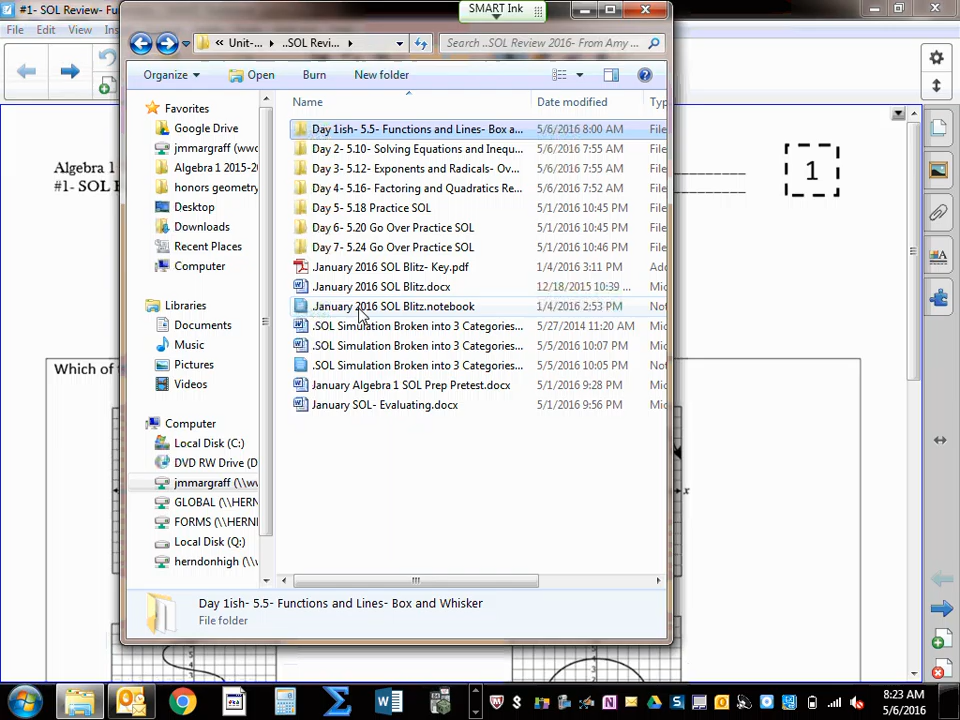 #1- SOL Review- Fu
SMART Ink
File Edit View In
« Unit-... ..SOL Revi...
Search ..SOL Review 2016- From Amy ...
Organize Open Burn New folder
Name Date modified Typ
Favorites
Google Drive
jmmargraff (wwc
Algebra 1 2015-2
honors geometry
Desktop
Downloads
Recent Places
Computer
Libraries
Documents
Music
Pictures
Videos
Computer
Local Disk (C:)
DVD RW Drive (D
jmmargraff (\\wv
GLOBAL (\\HERN
FORMS (\\HERNI
Local Disk (Q:)
herndonhigh (\\w
Day 1ish- 5.5- Functions and Lines- Box a... 5/6/2016 8:00 AM File
Day 2- 5.10- Solving Equations and Inequ... 5/6/2016 7:55 AM File
Day 3- 5.12- Exponents and Radicals- Ov... 5/6/2016 7:55 AM File
Day 4- 5.16- Factoring and Quadratics Re... 5/6/2016 7:52 AM File
Day 5- 5.18 Practice SOL 5/1/2016 10:45 PM File
Day 6- 5.20 Go Over Practice SOL 5/1/2016 10:45 PM File
Day 7- 5.24 Go Over Practice SOL 5/1/2016 10:46 PM File
.January 2016 SOL Blitz- Key.pdf 1/4/2016 3:11 PM Ado
.January 2016 SOL Blitz.docx 12/18/2015 10:39 ... Mic
.January 2016 SOL Blitz.notebook 1/4/2016 2:53 PM Not
.SOL Simulation Broken into 3 Categories... 5/27/2014 11:20 AM Mic
.SOL Simulation Broken into 3 Categories... 5/5/2016 10:07 PM Mic
.SOL Simulation Broken into 3 Categories... 5/5/2016 10:05 PM Not
January Algebra 1 SOL Prep Pretest.docx 5/1/2016 9:28 PM Mic
January SOL- Evaluating.docx 5/1/2016 9:56 PM Mic
Day 1ish- 5.5- Functions and Lines- Box and Whisker
File folder
Algebra 1
#1- SOL
1
Which of
x
8:23 AM
5/6/2016